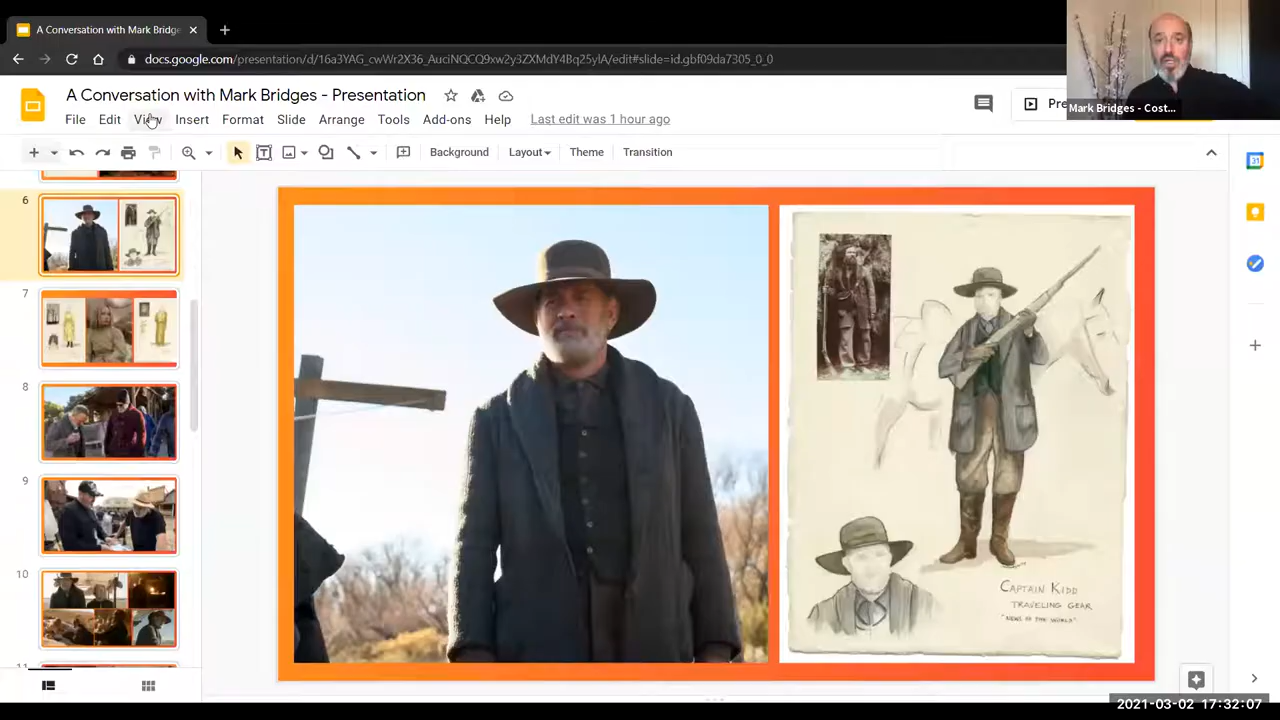 A Conversation with Mark Bridge
docs.google.com/presentation/d/16a3YAG_cwWr2X36_AuciNQCQ9xw2y3ZXMdY4Bq25ylA/edit#slide=id.gbf09da7305_0_0
A Conversation with Mark Bridges - Presentation
Pre
Mark Bridges - Cost...
File Edit View Insert Format Slide Arrange Tools Add-ons Help Last edit was 1 hour ago
Background Layout Theme Transition
31
6
7
8
9
10
11
CAPTAIN KIDD
TRAVELING GEAR
"NEWS OF THE WORLD"
2021-03-02 17:32:07